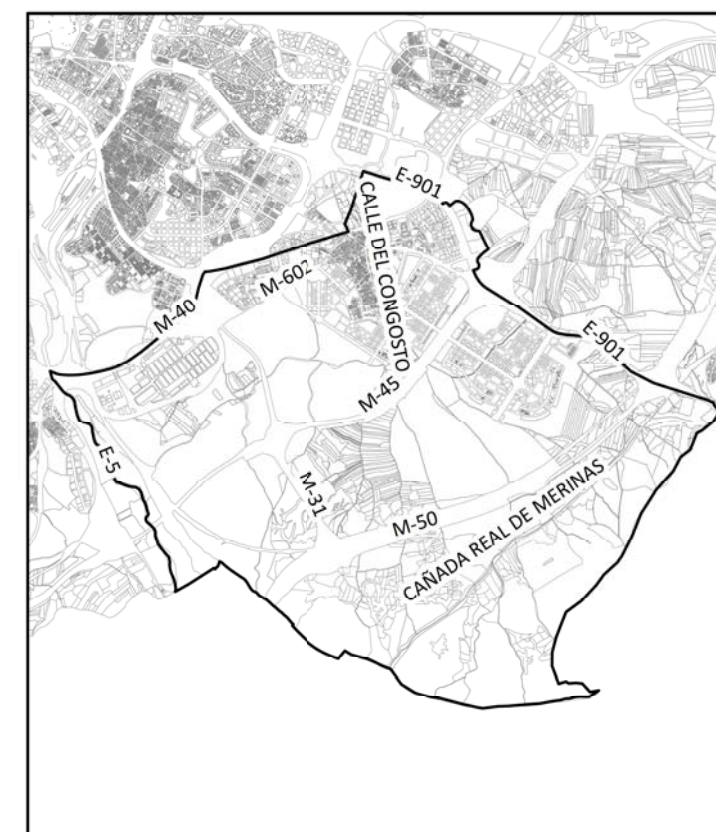 E-901
CALLE DEL CONGOSTO
M-602
M-40
E-901
M-45
E-5
M-31
M-50
CAÑADA REAL DE MERINAS